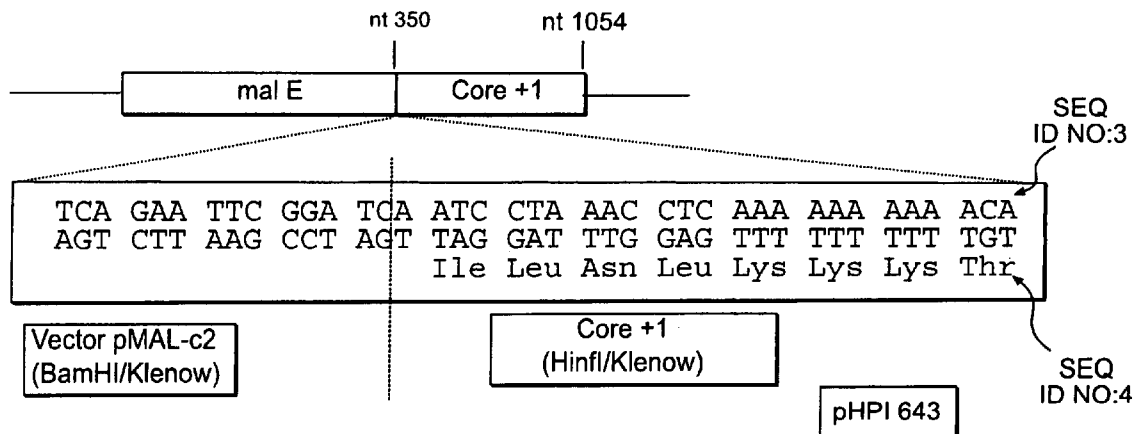 nt 350
nt 1054
mal E
Core +1
SEQ
ID NO:3
TCA GAA TTC GGA TCA ATC CTA AAC CTC AAA AAA AAA ACA
AGT CTT AAG CCT AGT TAG GAT TTG GAG TTT TTT TTT TGT
Ile Leu Asn Leu Lys Lys Lys Thr
Vector pMAL-c2
(BamHI/Klenow)
Core +1
(HinfI/Klenow)
SEQ
ID NO:4
pHPI 643